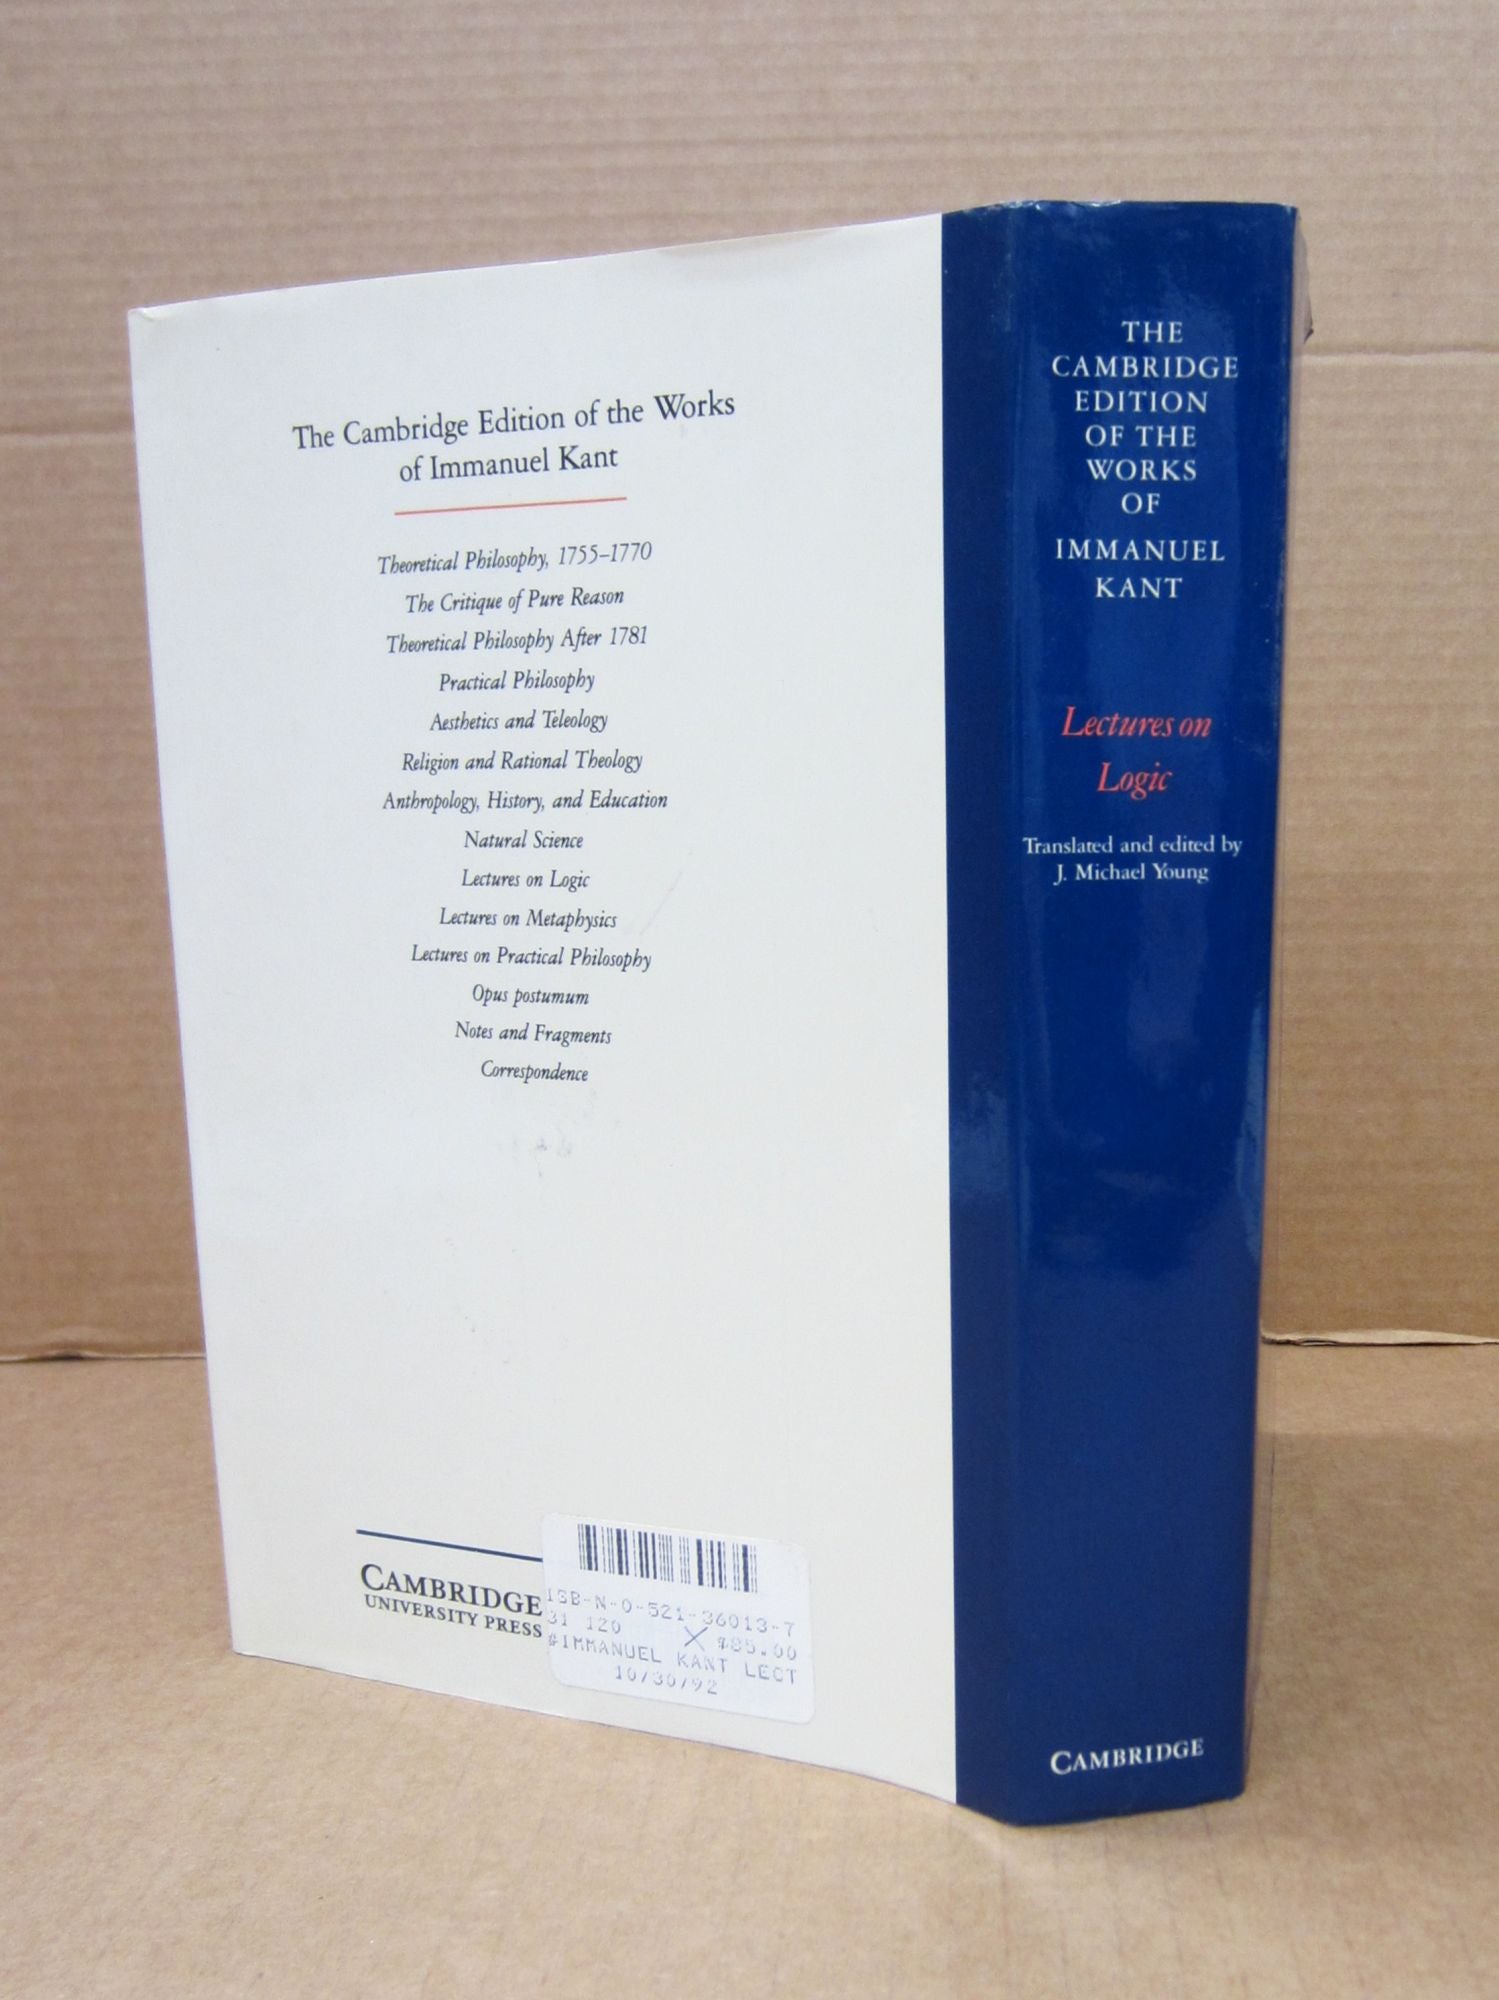 The Cambridge Edition of the Works
of Immanuel Kant
Theoretical Philosophy, 1755–1770
The Critique of Pure Reason
Theoretical Philosophy After 1781
Practical Philosophy
Aesthetics and Teleology
Religion and Rational Theology
Anthropology, History, and Education
Natural Science
Lectures on Logic
Lectures on Metaphysics
Lectures on Practical Philosophy
Opus postumum
Notes and Fragments
Correspondence
CAMBRIDGE
UNIVERSITY PRESS
ISB-N-0-521-36013-7
31 120 X $85.00
#IMMANUEL KANT LECT
10/30/92
THE
CAMBRIDGE
EDITION
OF THE
WORKS
OF
IMMANUEL
KANT
Lectures on
Logic
Translated and edited by
J. Michael Young
CAMBRIDGE